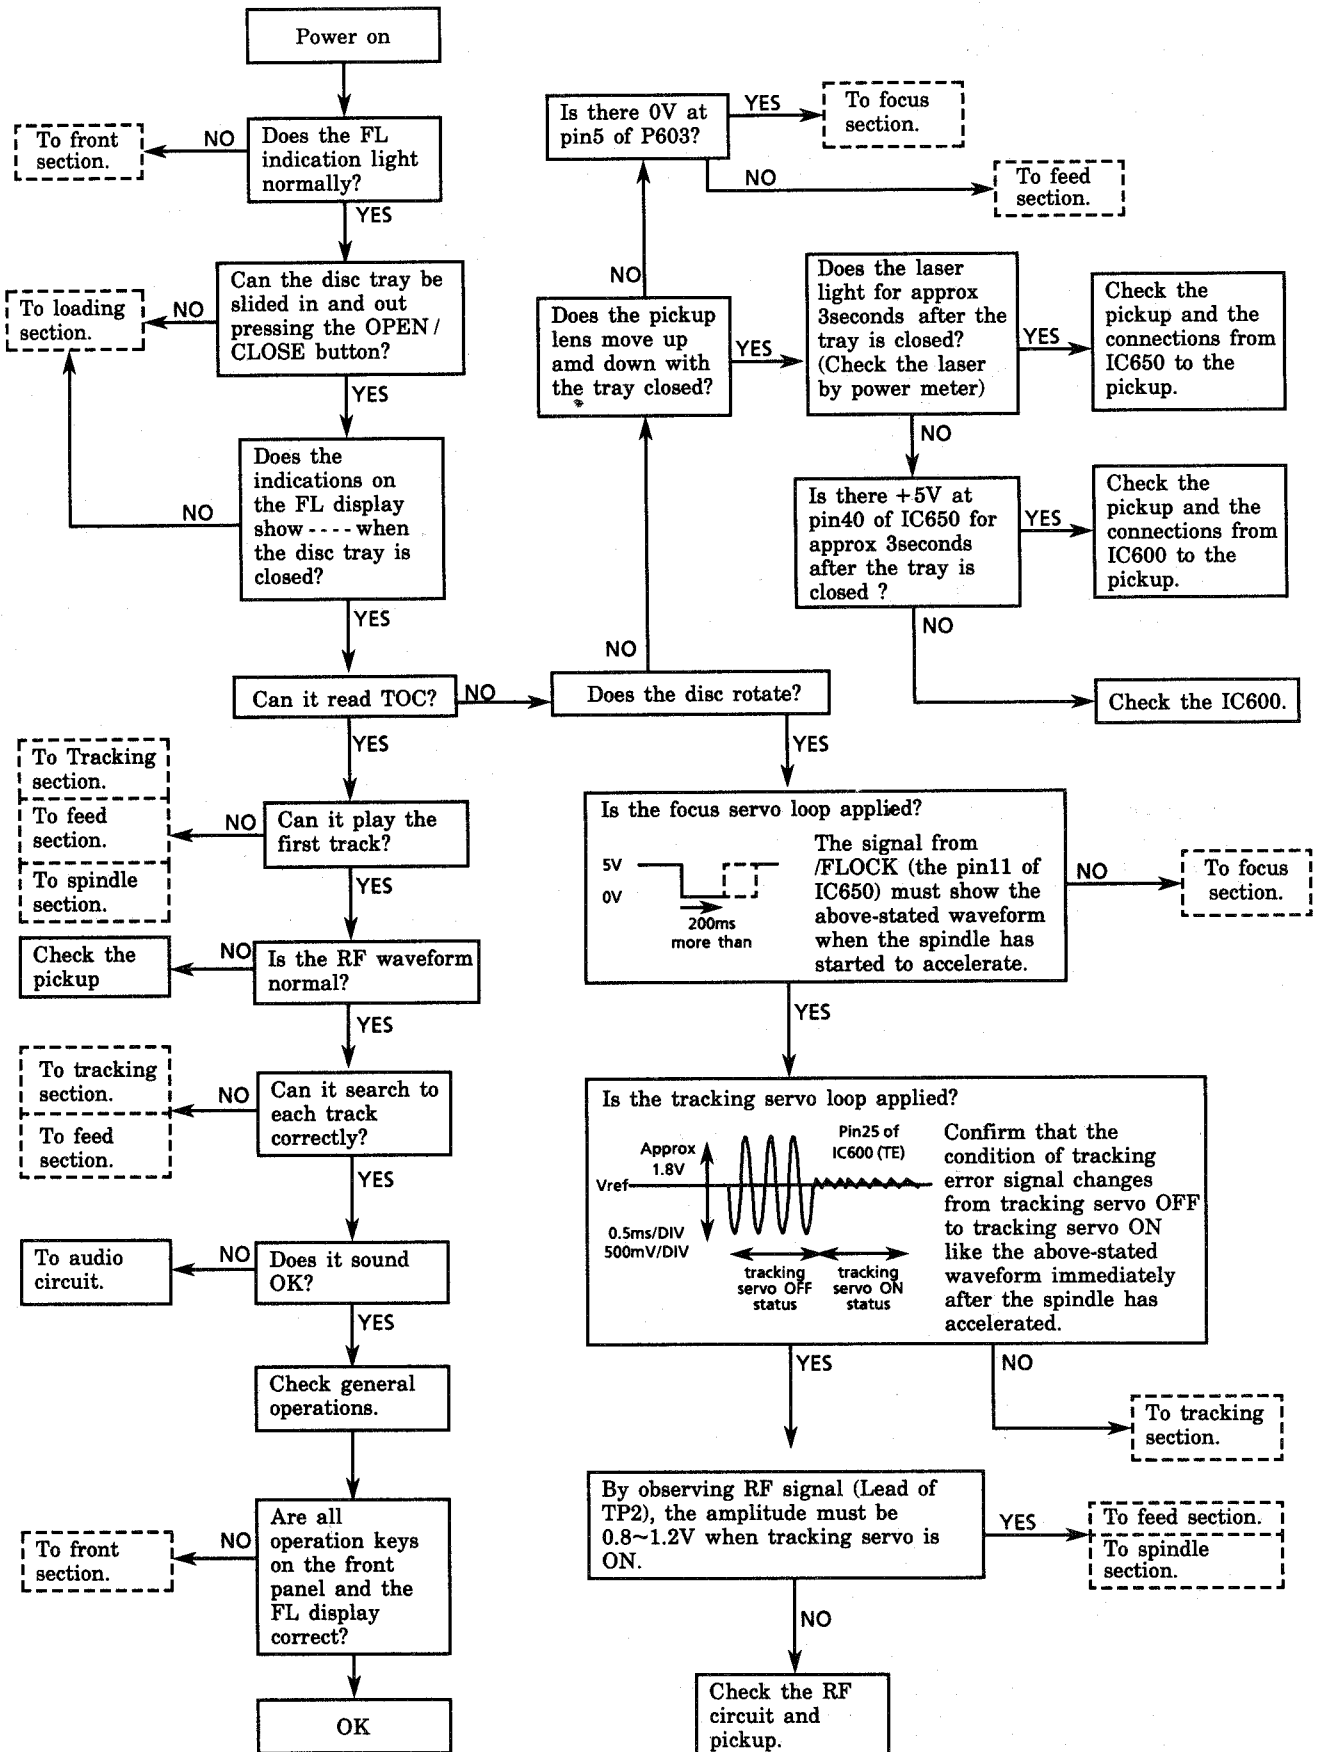 Power on
Does the FL
indication light
normally?
NO
To front
section.
YES
Can the disc tray be
slided in and out
pressing the OPEN /
CLOSE button?
NO
To loading
section.
YES
Does the
indications on
the FL display
show - - - - when
the disc tray is
closed?
NO
YES
Can it read TOC?
NO
YES
Can it play the
first track?
NO
To Tracking
section.
To feed
section.
To spindle
section.
YES
Is the RF waveform
normal?
NO
Check the
pickup
YES
Can it search to
each track
correctly?
NO
To tracking
section.
To feed
section.
YES
Does it sound
OK?
NO
To audio
circuit.
YES
Check general
operations.
Are all
operation keys
on the front
panel and the
FL display
correct?
NO
To front
section.
OK
Is there 0V at
pin5 of P603?
YES
To focus
section.
NO
To feed
section.
NO
Does the pickup
lens move up
amd down with
the tray closed?
YES
Does the laser
light for approx
3seconds after the
tray is closed?
(Check the laser
by power meter)
YES
Check the
pickup and the
connections from
IC650 to the
pickup.
NO
Is there +5V at
pin40 of IC650 for
approx 3seconds
after the tray is
closed ?
YES
Check the
pickup and the
connections from
IC600 to the
pickup.
NO
Check the IC600.
NO
Does the disc rotate?
YES
Is the focus servo loop applied?
5V
0V
200ms
more than
The signal from
/FLOCK (the pin11 of
IC650) must show the
above-stated waveform
when the spindle has
started to accelerate.
NO
To focus
section.
YES
Is the tracking servo loop applied?
Approx
1.8V
Vref
0.5ms/DIV
500mV/DIV
Pin25 of
IC600 (TE)
tracking
servo OFF
status
tracking
servo ON
status
Confirm that the
condition of tracking
error signal changes
from tracking servo OFF
to tracking servo ON
like the above-stated
waveform immediately
after the spindle has
accelerated.
YES
NO
To tracking
section.
By observing RF signal (Lead of
TP2), the amplitude must be
0.8~1.2V when tracking servo is
ON.
YES
To feed section.
To spindle
section.
NO
Check the RF
circuit and
pickup.